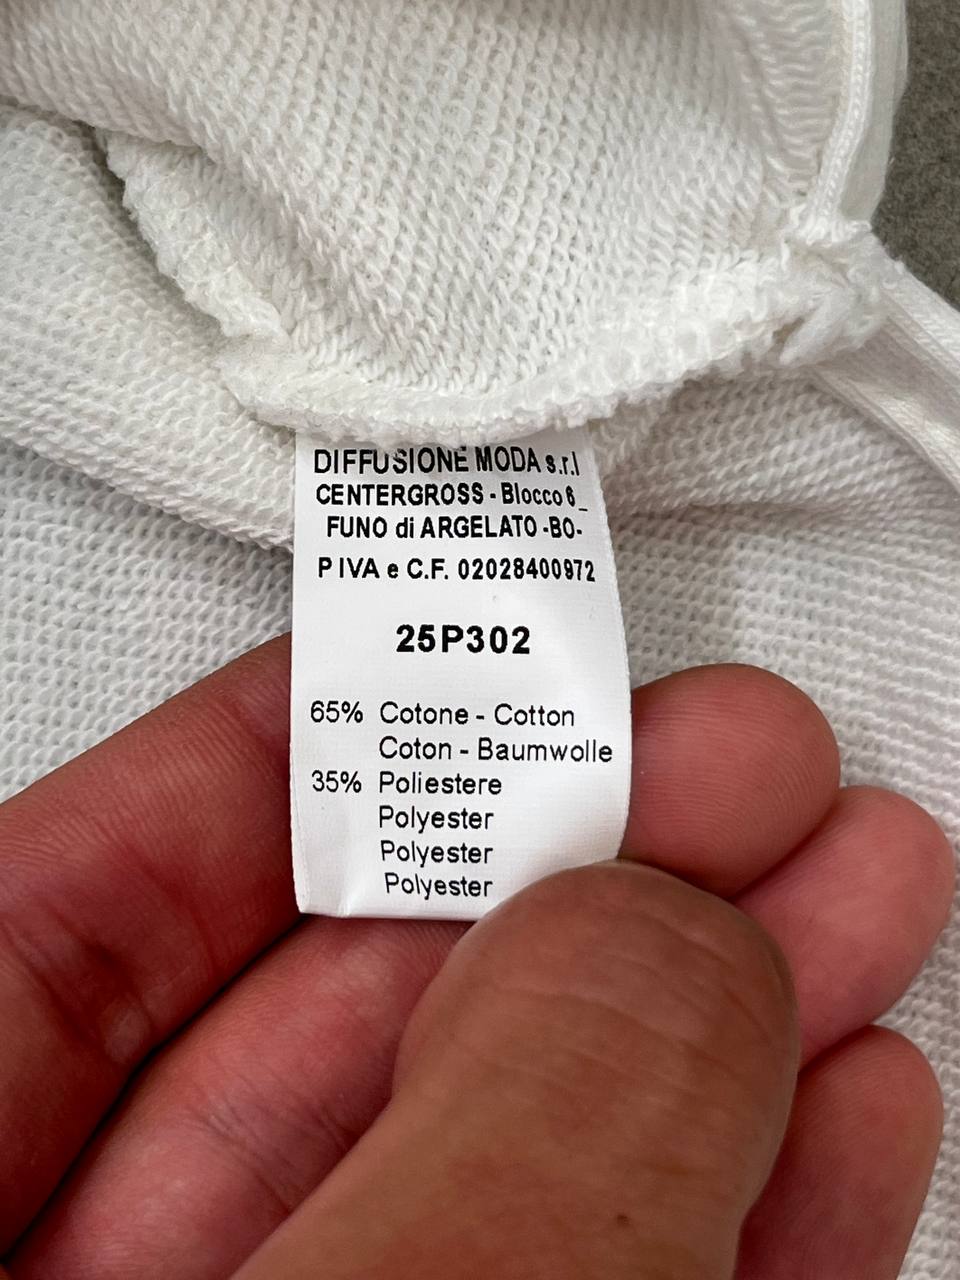 DIFFUSIONE MODA s.r.l
CENTERGROSS - Blocco 6_
FUNO di ARGELATO -BO-
P IVA e C.F. 02028400972
25P302
65% Cotone - Cotton
Coton - Baumwolle
35% Poliestere
Polyester
Polyester
Polyester